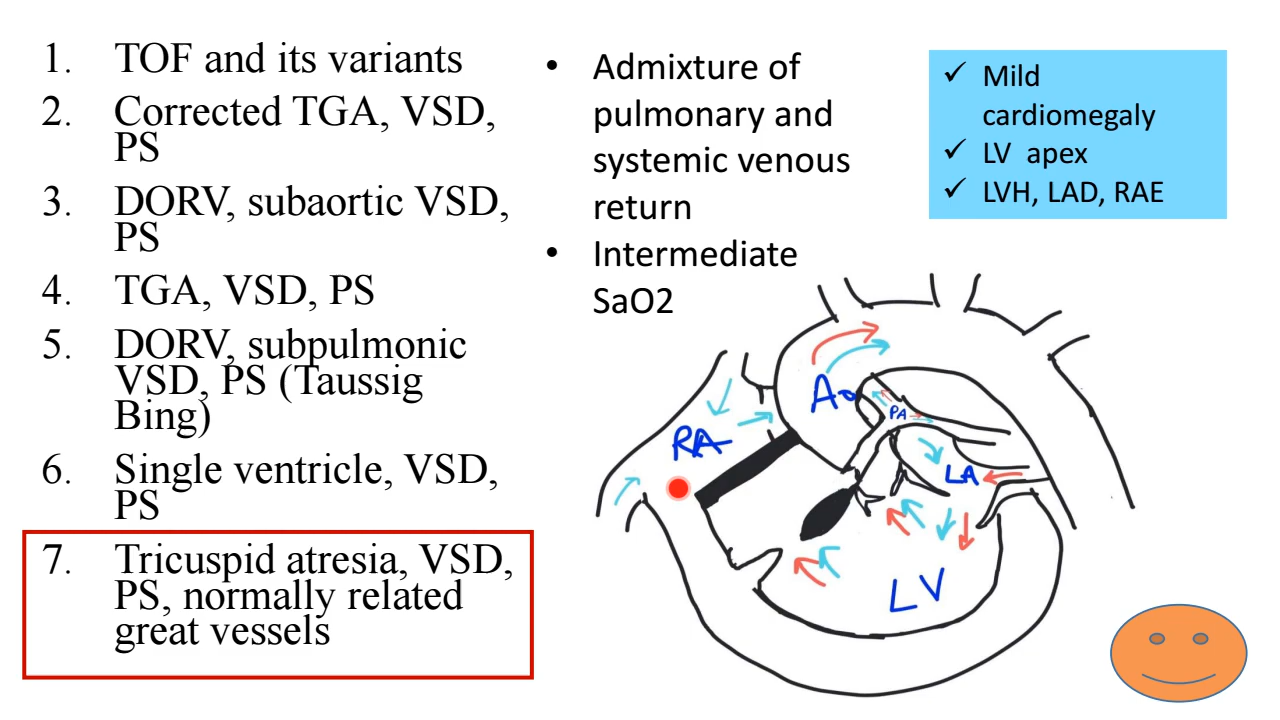 1. TOF and its variants
2. Corrected TGA, VSD,
PS
3. DORV, subaortic VSD,
PS
4. TGA, VSD, PS
5. DORV, subpulmonic
VSD, PS (Taussig
Bing)
6. Single ventricle, VSD,
PS
7. Tricuspid atresia, VSD,
PS, normally related
great vessels
• Admixture of
pulmonary and
systemic venous
return
• Intermediate
SaO2
✓ Mild
cardiomegaly
✓ LV apex
✓ LVH, LAD, RAE
Ao
PA
RA
LA
LV